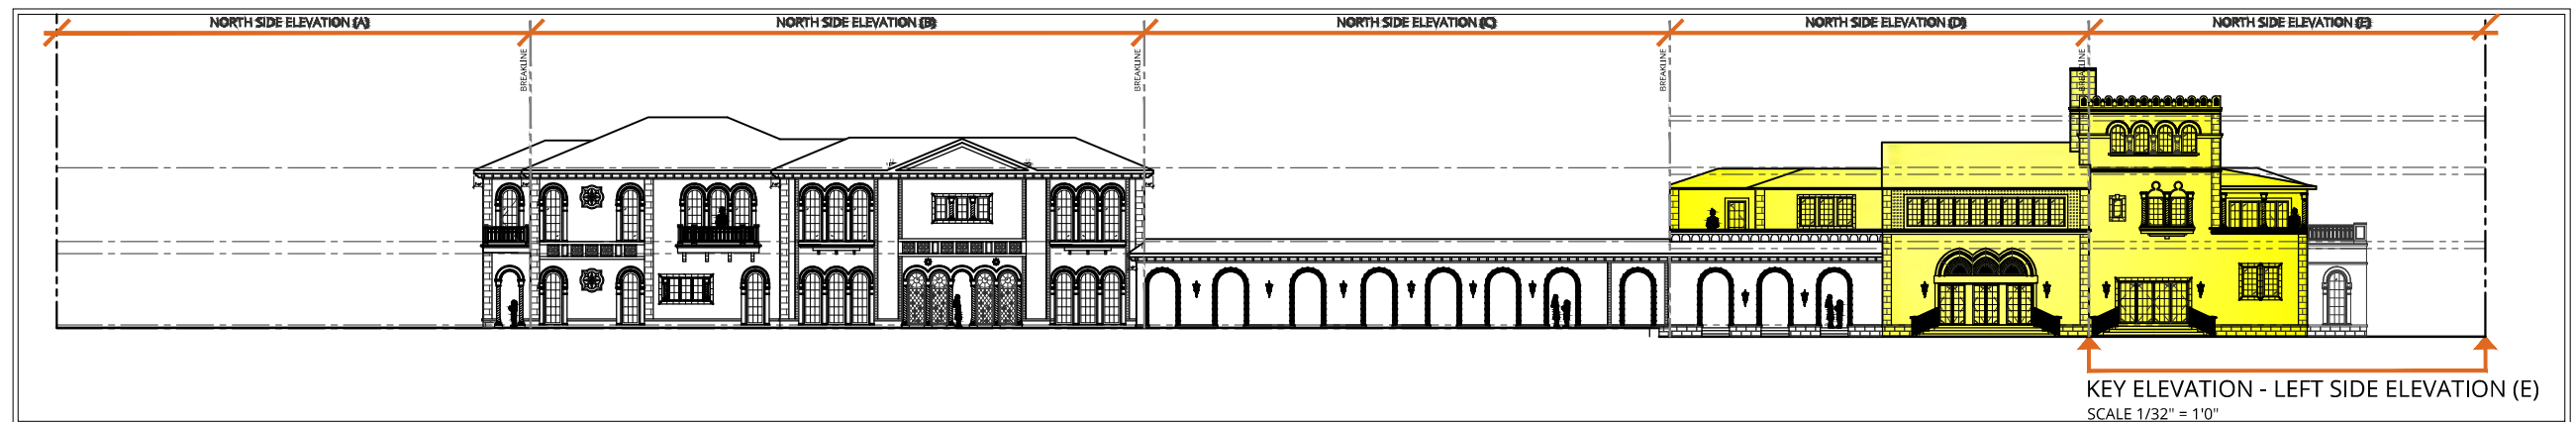 NORTH SIDE ELEVATION (A)
NORTH SIDE ELEVATION (B)
NORTH SIDE ELEVATION (C)
NORTH SIDE ELEVATION (D)
NORTH SIDE ELEVATION (E)
BREAKLINE
BREAKLINE
BREAKLINE
BREAKLINE
KEY ELEVATION - LEFT SIDE ELEVATION (E)
SCALE 1/32" = 1'0"